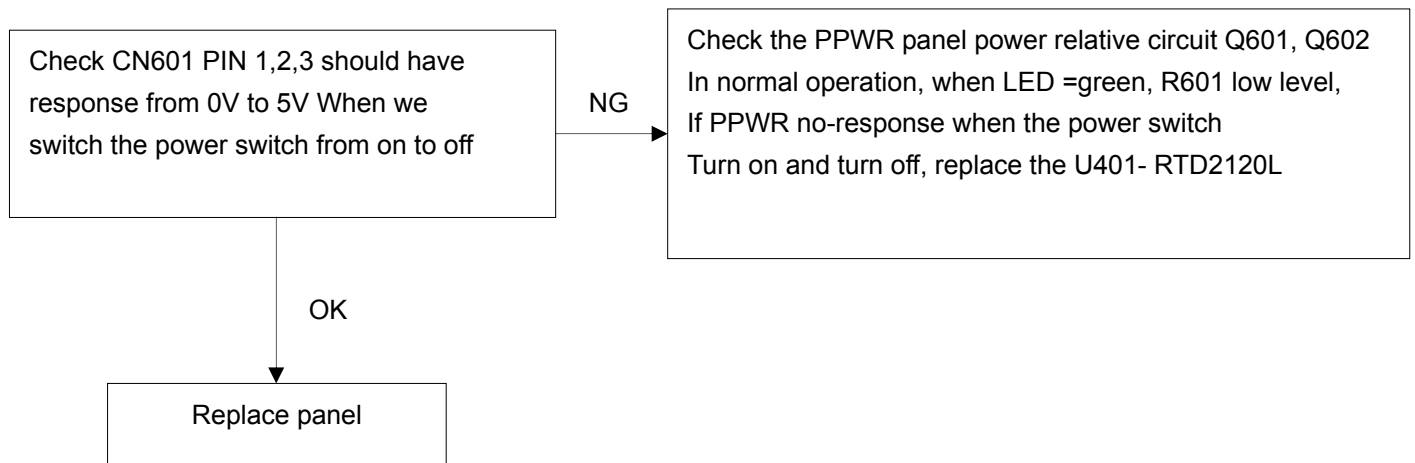 Check CN601 PIN 1,2,3 should have
response from 0V to 5V When we
switch the power switch from on to off
NG
Check the PPWR panel power relative circuit Q601, Q602
In normal operation, when LED =green, R601 low level,
If PPWR no-response when the power switch
Turn on and turn off, replace the U401- RTD2120L
OK
Replace panel